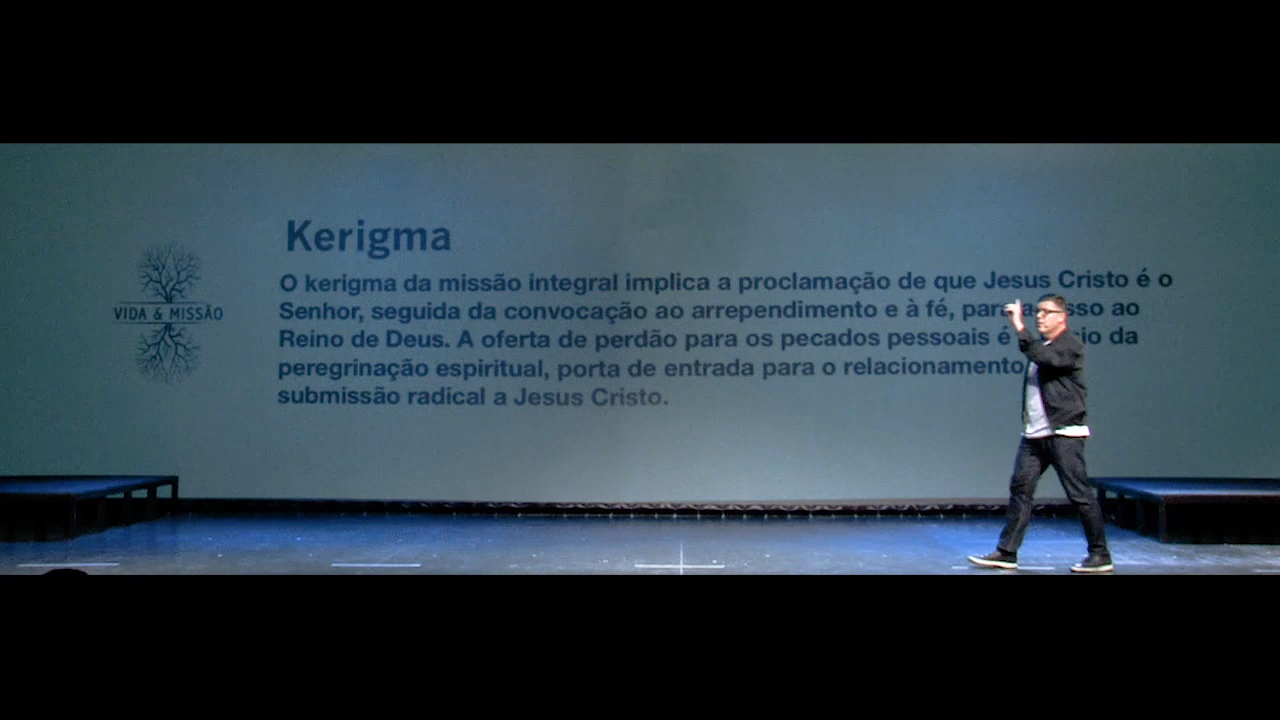 Kerigma
O kerigma da missão integral implica a proclamação de que Jesus Cristo é o
VIDA & MISSÃO
Senhor, seguida da convocação ao arrependimento e à fé, ao
Reino de Deus. A oferta de perdão para os pecados pessoais é da
peregrinação espiritual, porta de entrada para o relacionamento
submissão radical a Jesus Cristo.